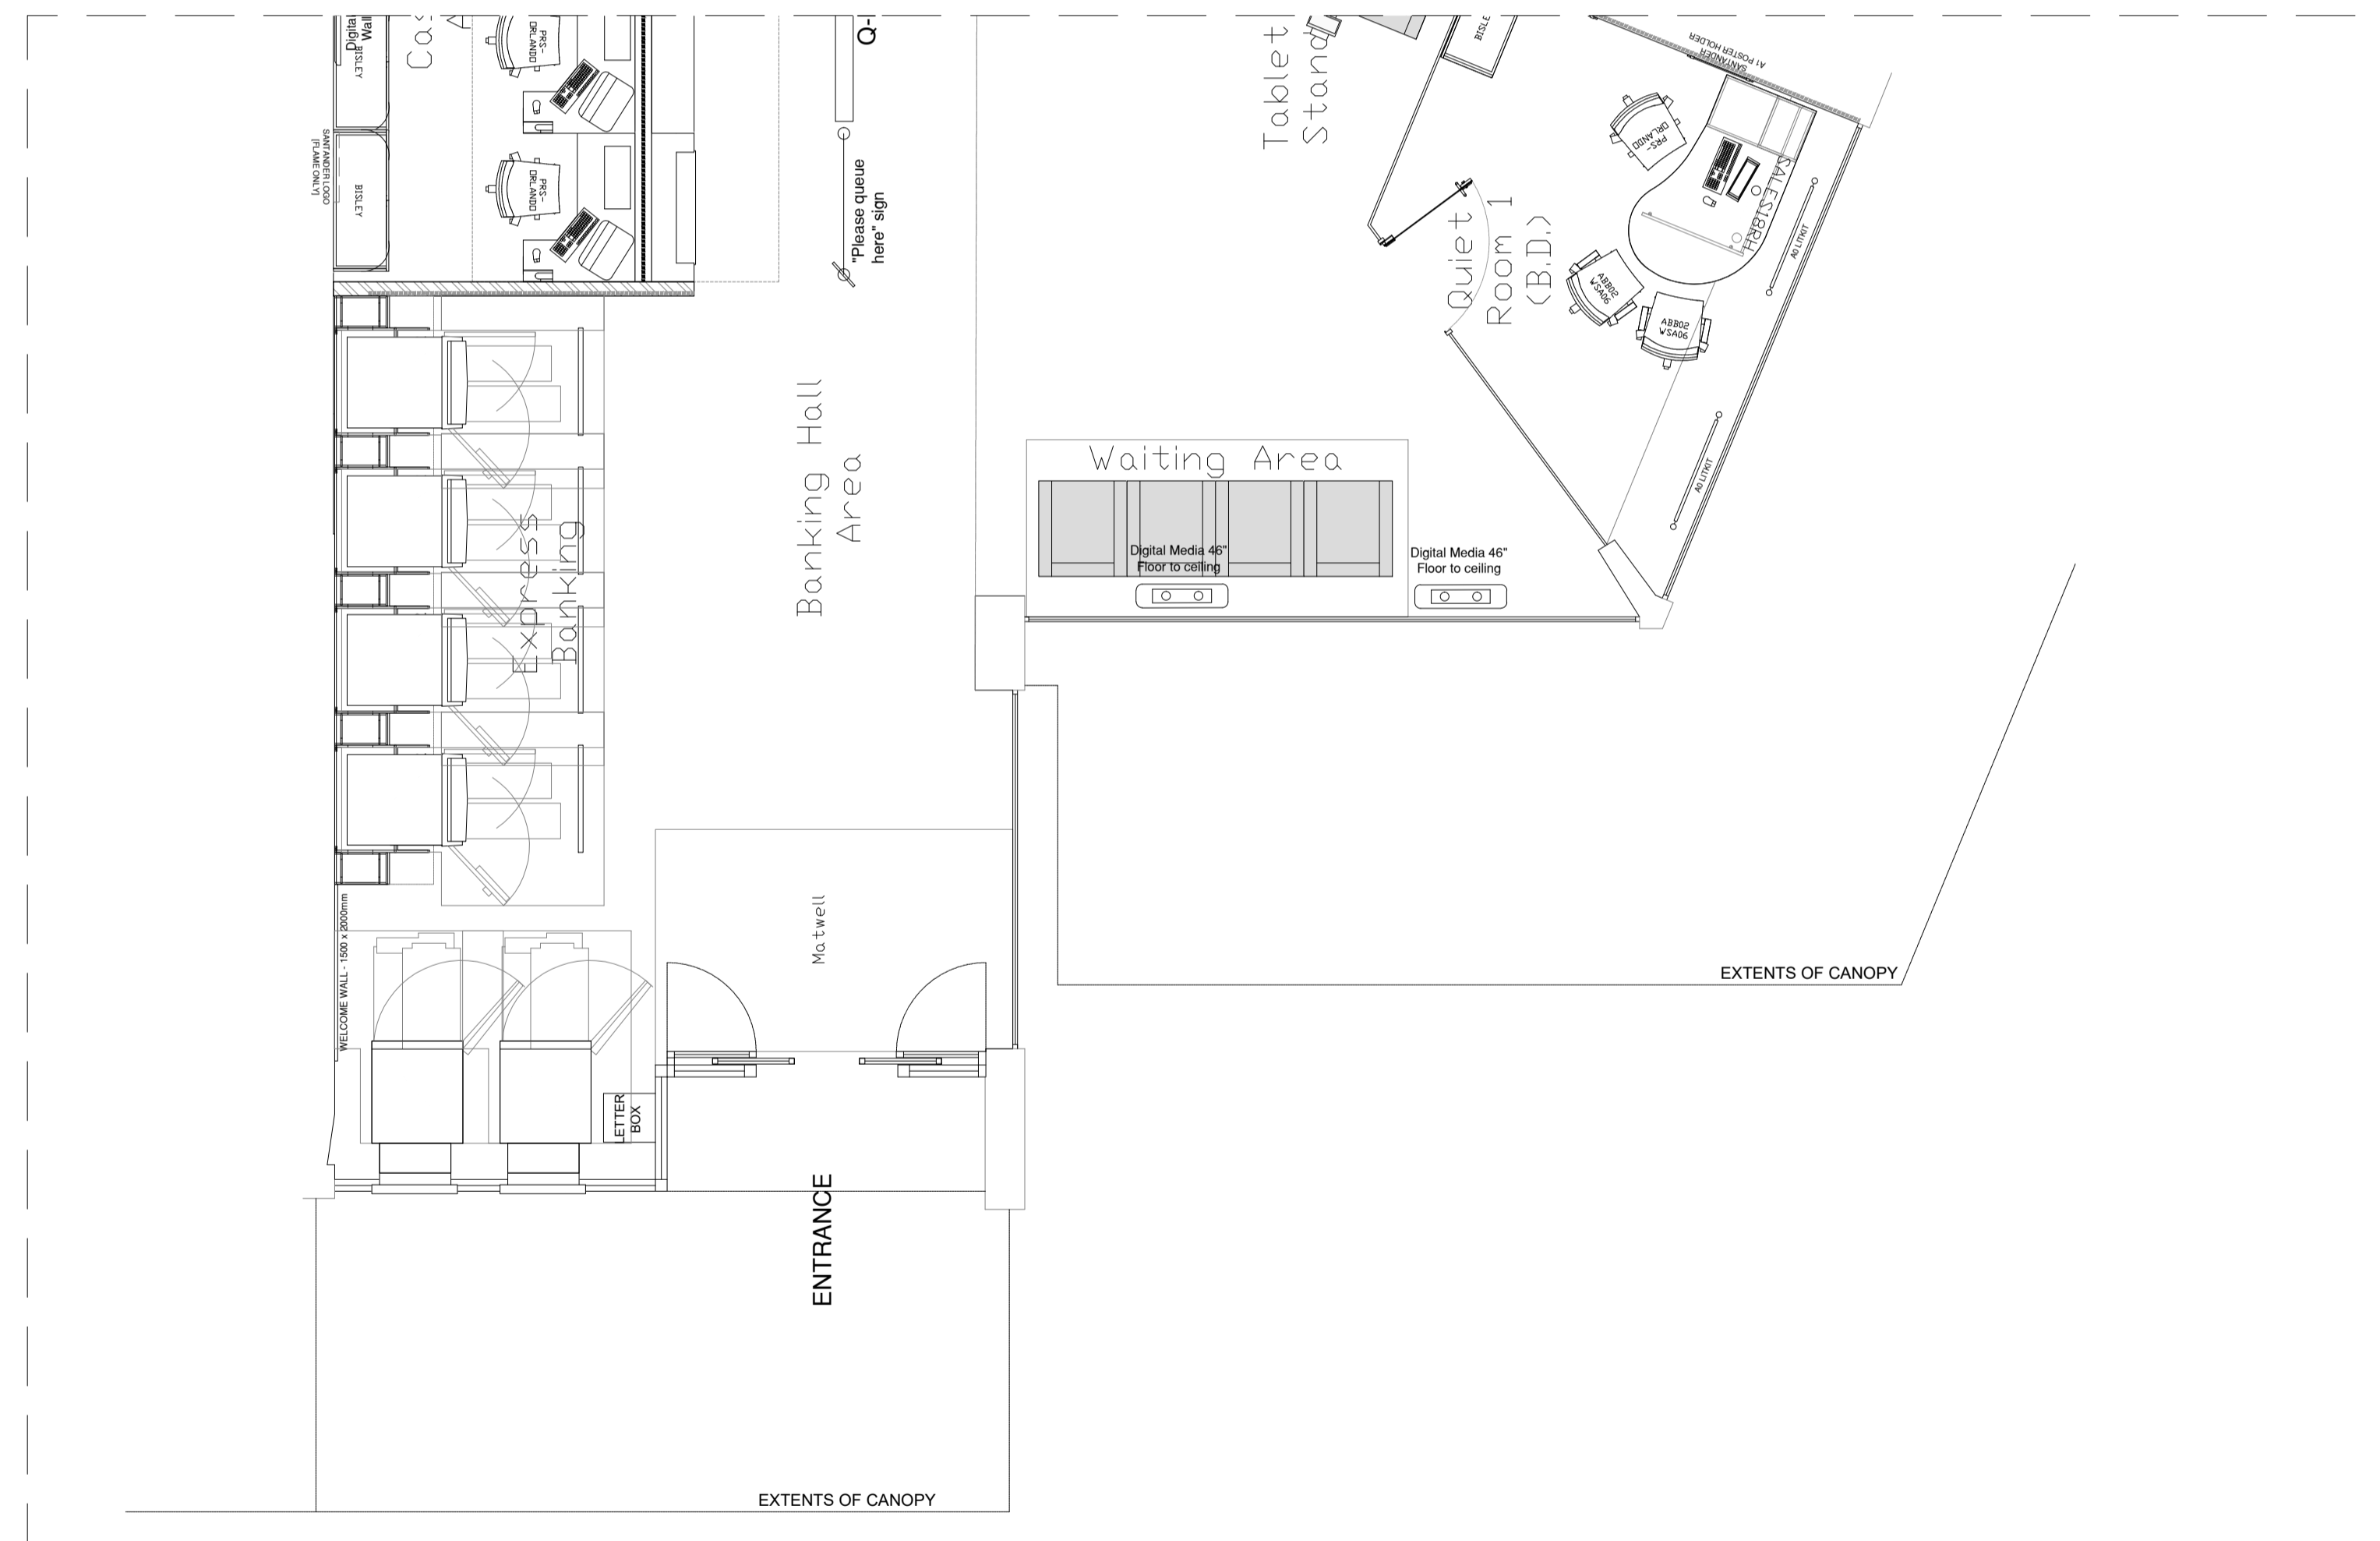 Digital
Wall
BISLEY
Cas
A
PRS-
ORLANDO
Q-
Tablet
Stand
BISLE
SANTANDER
A1 POSTER HOLDER
SANTANDER LOGO
[FLAME ONLY]
BISLEY
PRS-
ORLANDO
"Please queue
here" sign
PRS-
ORLANDO
SALES18RH
A0 LITKIT
Quiet
Room 1
(B.D.)
ABB02
WSA06
ABB02
WSA06
A0 LITKIT
Banking Hall
Area
Waiting Area
Digital Media 46"
Floor to ceiling
Digital Media 46"
Floor to ceiling
Express
Banking
WELCOME WALL - 1500 x 2000mm
Matwell
LETTER
BOX
EXTENTS OF CANOPY
ENTRANCE
EXTENTS OF CANOPY